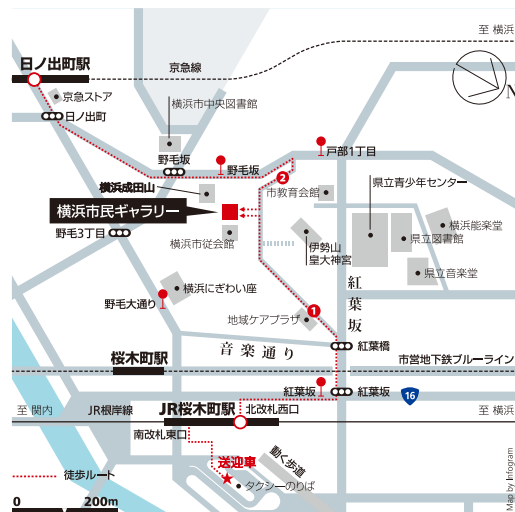 至 横浜
日ノ出町駅
京急線
京急ストア
横浜市中央図書館
日ノ出町
N
戸部1丁目
野毛坂
野毛坂
2
横浜成田山
市教育会館
県立青少年センター
横浜市民ギャラリー
横浜能楽堂
野毛3丁目
横浜市従会館
伊勢山
皇大神宮
県立図書館
県立音楽堂
横浜にぎわい座
紅葉坂
野毛大通り
1
地域ケアプラザ
音楽通り
紅葉橋
桜木町駅
市営地下鉄ブルーライン
紅葉坂
紅葉坂
16
至 関内
JR根岸線
JR桜木町駅
北改札西口
至 横浜
南改札東口
送迎車
動く歩道
タクシーのりば
徒歩ルート
0
200m
Map by Infogram